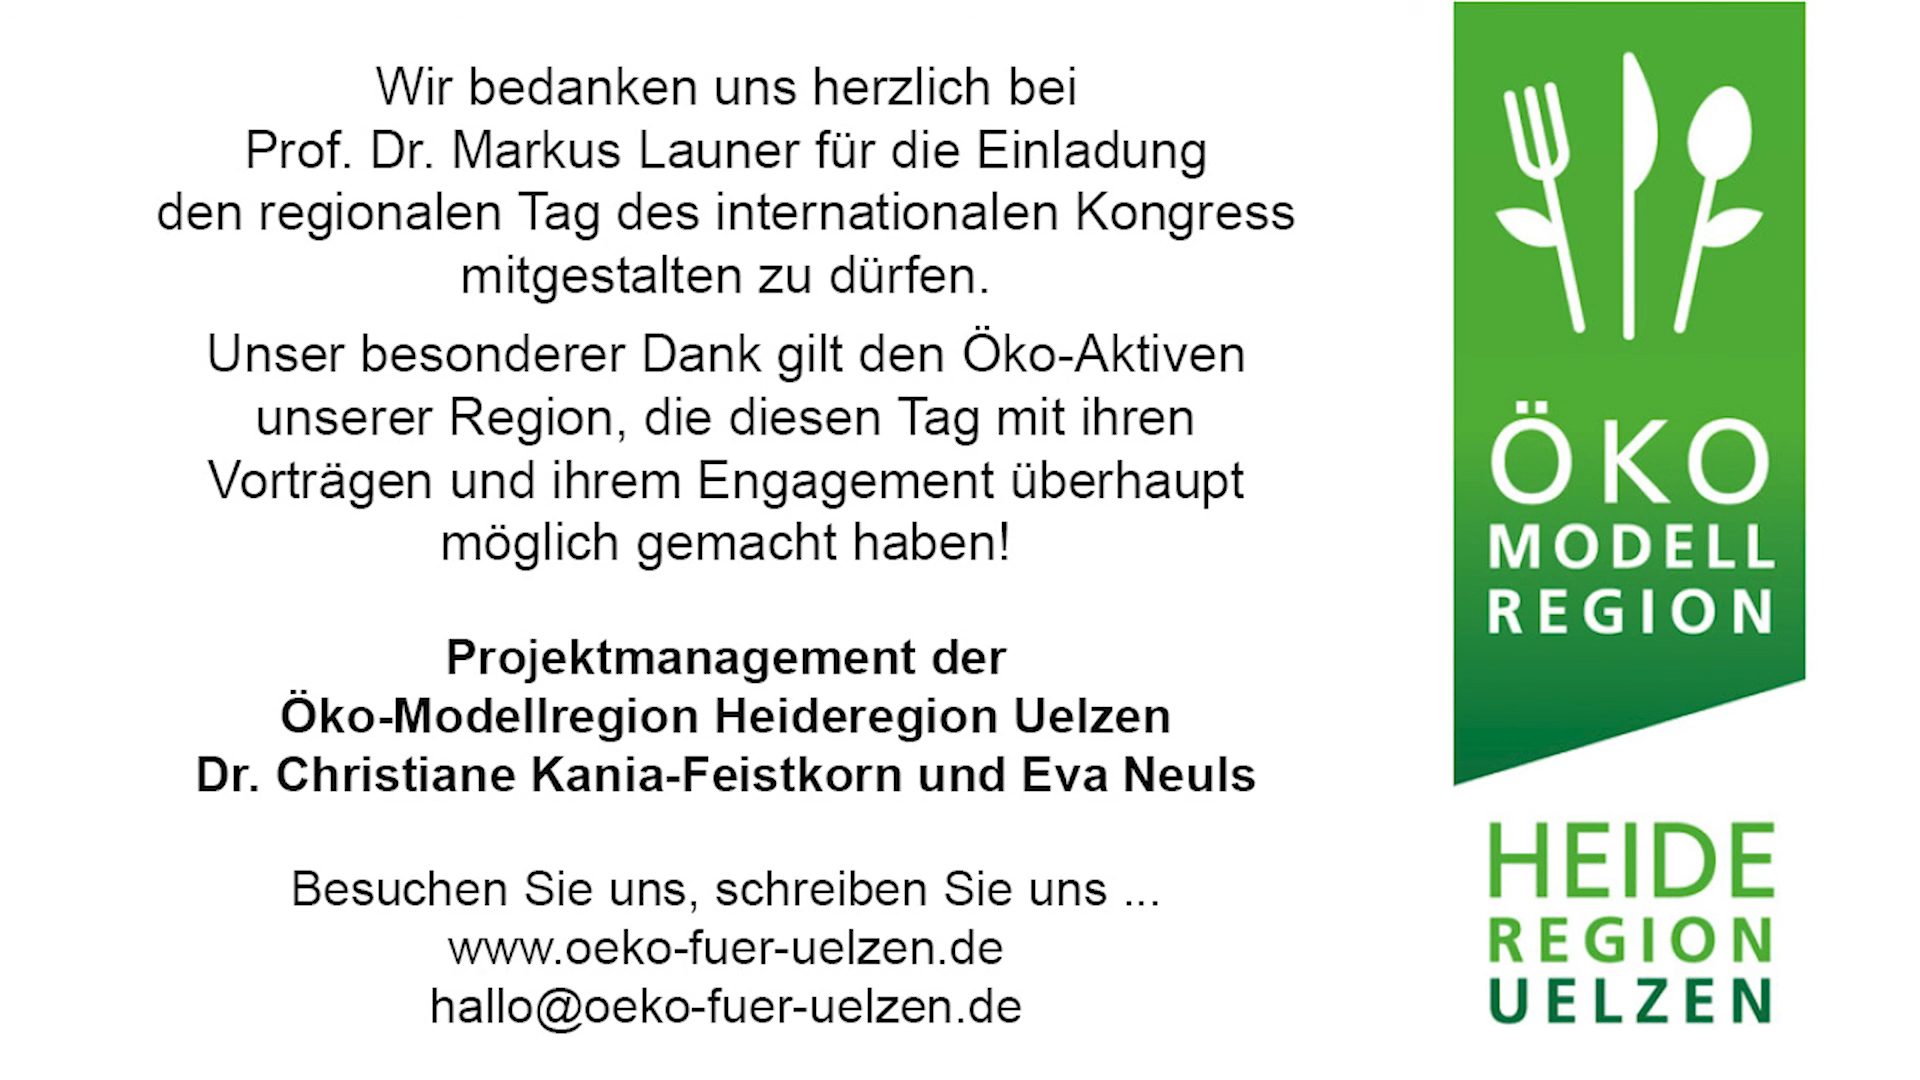 Wir bedanken uns herzlich bei
Prof. Dr. Markus Launer für die Einladung
den regionalen Tag des internationalen Kongress
mitgestalten zu dürfen.
Unser besonderer Dank gilt den Öko-Aktiven
unserer Region, die diesen Tag mit ihren
Vorträgen und ihrem Engagement überhaupt
möglich gemacht haben!
Projektmanagement der
Öko-Modellregion Heideregion Uelzen
Dr. Christiane Kania-Feistkorn und Eva Neuls
Besuchen Sie uns, schreiben Sie uns ...
www.oeko-fuer-uelzen.de
hallo@oeko-fuer-uelzen.de
ÖKO
MODELL
REGION
HEIDE
REGION
UELZEN